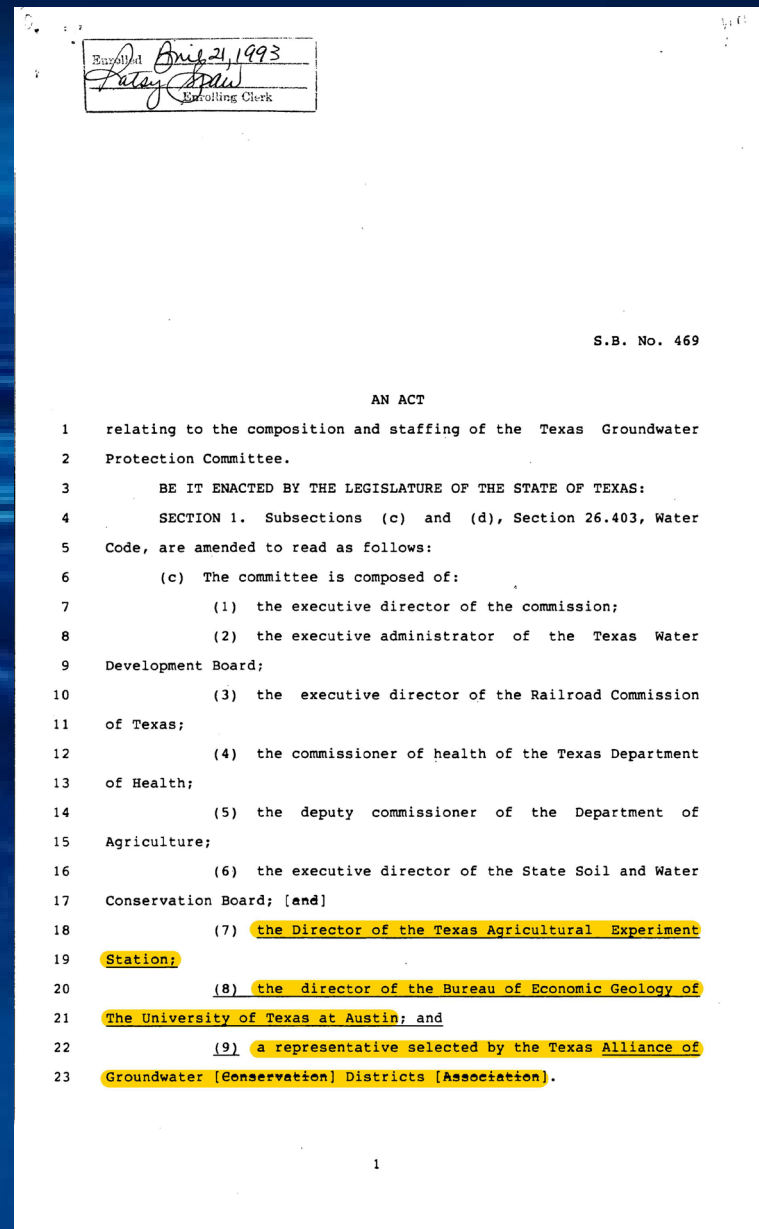 Enrolled April 21, 1993
Patsy Spaw
Enrolling Clerk
S.B. No. 469
AN ACT
1 relating to the composition and staffing of the Texas Groundwater
2 Protection Committee.
3 BE IT ENACTED BY THE LEGISLATURE OF THE STATE OF TEXAS:
4 SECTION 1. Subsections (c) and (d), Section 26.403, Water
5 Code, are amended to read as follows:
6 (c) The committee is composed of:
7 (1) the executive director of the commission;
8 (2) the executive administrator of the Texas Water
9 Development Board;
10 (3) the executive director of the Railroad Commission
11 of Texas;
12 (4) the commissioner of health of the Texas Department
13 of Health;
14 (5) the deputy commissioner of the Department of
15 Agriculture;
16 (6) the executive director of the State Soil and Water
17 Conservation Board; [and]
18 (7) the Director of the Texas Agricultural Experiment
19 Station;
20 (8) the director of the Bureau of Economic Geology of
21 The University of Texas at Austin; and
22 (9) a representative selected by the Texas Alliance of
23 Groundwater [Conservation] Districts [Association].
1